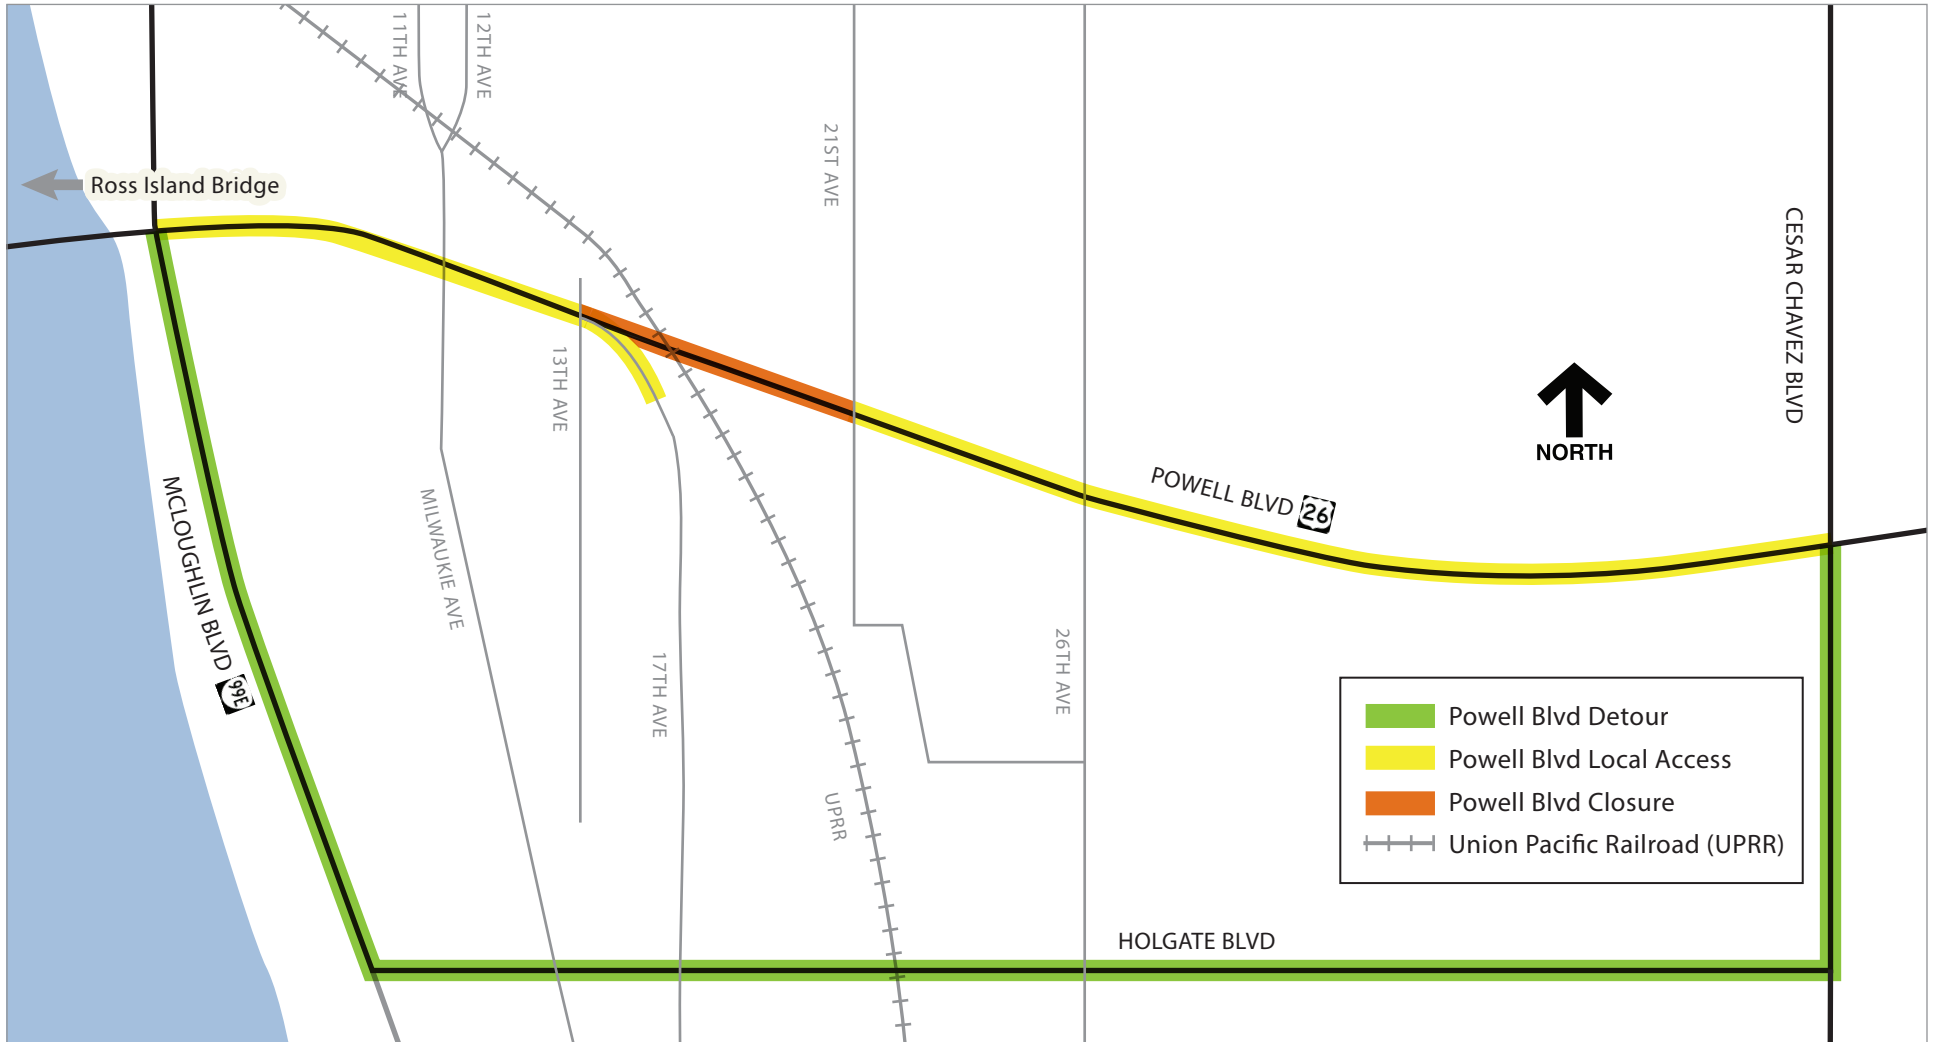 11TH AVE
12TH AVE
21ST AVE
Ross Island Bridge
CESAR CHAVEZ BLVD
13TH AVE
NORTH
POWELL BLVD 26
MCLOUGHLIN BLVD 99E
MILWAUKIE AVE
17TH AVE
26TH AVE
UPRR
Powell Blvd Detour
Powell Blvd Local Access
Powell Blvd Closure
Union Pacific Railroad (UPRR)
HOLGATE BLVD